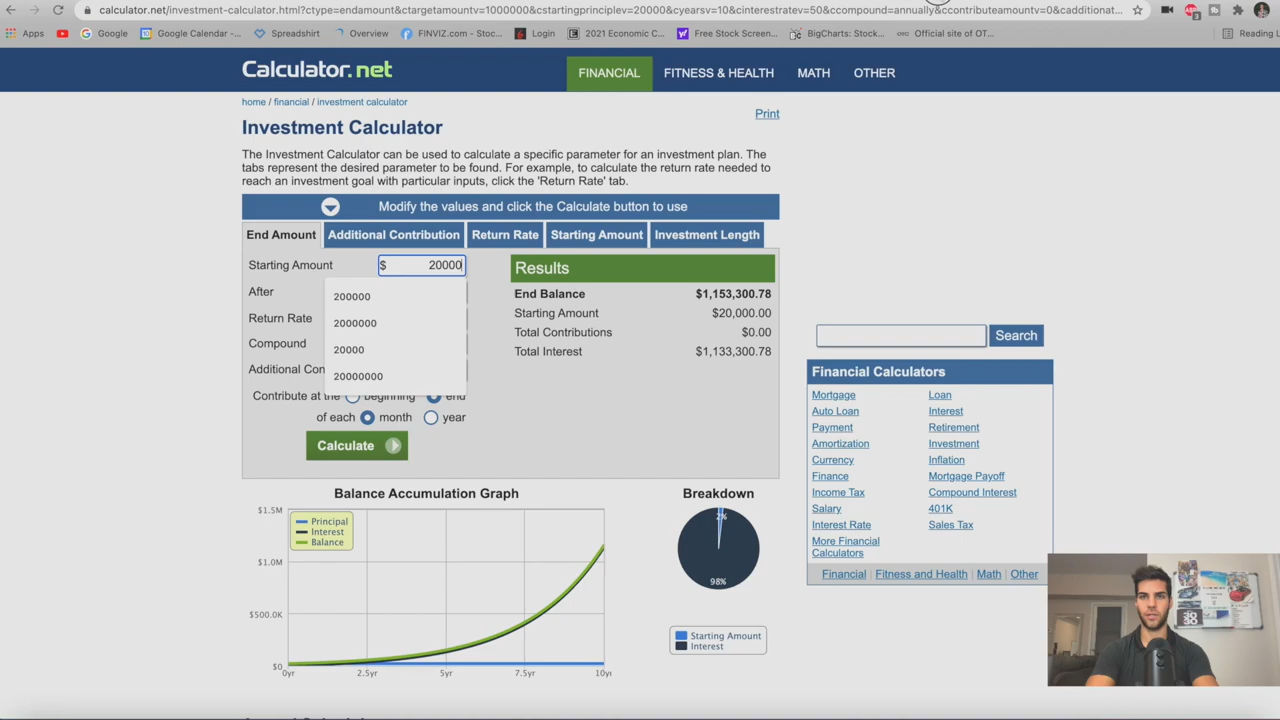 calculator.net/investment-calculator.html?ctype=endamount&ctargetamountv=1000000&cstartingprinciplev=20000&cyearsv=10&cinterestratev=50&ccompound=annually&ccontributeamountv=0&cadditionat...
Apps Google Google Calendar -... Spreadshirt Overview FINVIZ.com - Stoc... Login 2021 Economic C... Free Stock Screen... BigCharts: Stock... Official site of OT... Reading
Calculator.net
FINANCIAL FITNESS & HEALTH MATH OTHER
home / financial / investment calculator
Print
Investment Calculator
The Investment Calculator can be used to calculate a specific parameter for an investment plan. The
tabs represent the desired parameter to be found. For example, to calculate the return rate needed to
reach an investment goal with particular inputs, click the 'Return Rate' tab.
Modify the values and click the Calculate button to use
End Amount Additional Contribution Return Rate Starting Amount Investment Length
Starting Amount $ 20000
After
Return Rate
Compound
Additional Con
200000
2000000
20000
20000000
Contribute at the beginning end
of each month year
Calculate
Results
End Balance $1,153,300.78
Starting Amount $20,000.00
Total Contributions $0.00
Total Interest $1,133,300.78
Search
Financial Calculators
Mortgage Loan
Auto Loan Interest
Payment Retirement
Amortization Investment
Currency Inflation
Finance Mortgage Payoff
Income Tax Compound Interest
Salary 401K
Interest Rate Sales Tax
More Financial
Calculators
Financial | Fitness and Health | Math | Other
Balance Accumulation Graph
$1.5M
$1.0M
$500.0K
$0
Principal
Interest
Balance
0yr 2.5yr 5yr 7.5yr 10yr
Breakdown
2%
98%
Starting Amount
Interest
38